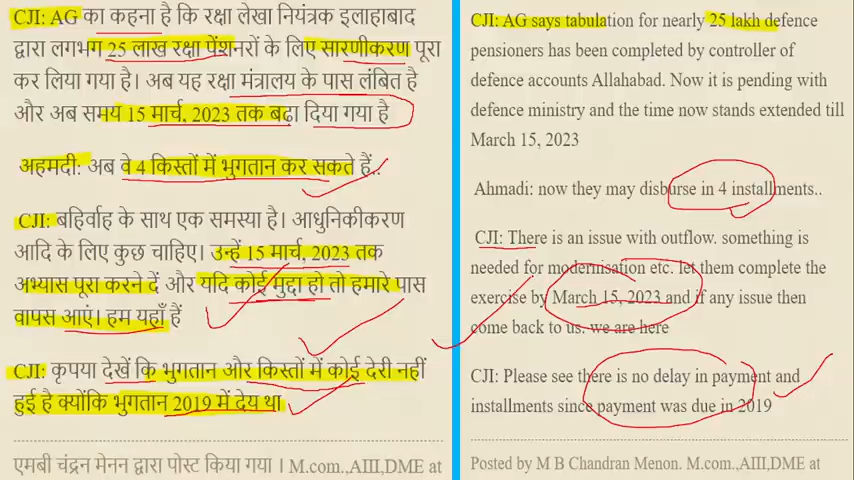 CJI: AG का कहना है कि रक्षा लेखा नियंत्रक इलाहाबाद
द्वारा लगभग 25 लाख रक्षा पेंशनरों के लिए सारणीकरण पूरा
कर लिया गया है। अब यह रक्षा मंत्रालय के पास लंबित है
और अब समय 15 मार्च, 2023 तक बढ़ा दिया गया है
अहमदी: अब वे 4 किस्तों में भुगतान कर सकते हैं..
CJI: बहिर्वाह के साथ एक समस्या है। आधुनिकीकरण
आदि के लिए कुछ चाहिए। उन्हें 15 मार्च, 2023 तक
अभ्यास पूरा करने दें और यदि कोई मुद्दा हो तो हमारे पास
वापस आएं। हम यहाँ हैं
CJI: कृपया देखें कि भुगतान और किस्तों में कोई देरी नहीं
हुई है क्योंकि भुगतान 2019 में देय था
एमबी चंद्रन मेनन द्वारा पोस्ट किया गया । M.com.,AIII,DME at
CJI: AG says tabulation for nearly 25 lakh defence
pensioners has been completed by controller of
defence accounts Allahabad. Now it is pending with
defence ministry and the time now stands extended till
March 15, 2023
Ahmadi: now they may disburse in 4 installments..
CJI: There is an issue with outflow. something is
needed for modernisation etc. let them complete the
exercise by March 15, 2023 and if any issue then
come back to us. we are here
CJI: Please see there is no delay in payment and
installments since payment was due in 2019
Posted by M B Chandran Menon. M.com.,AIII,DME at